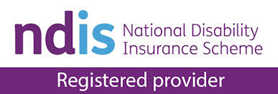 ndis
National Disability
Insurance Scheme
Registered provider